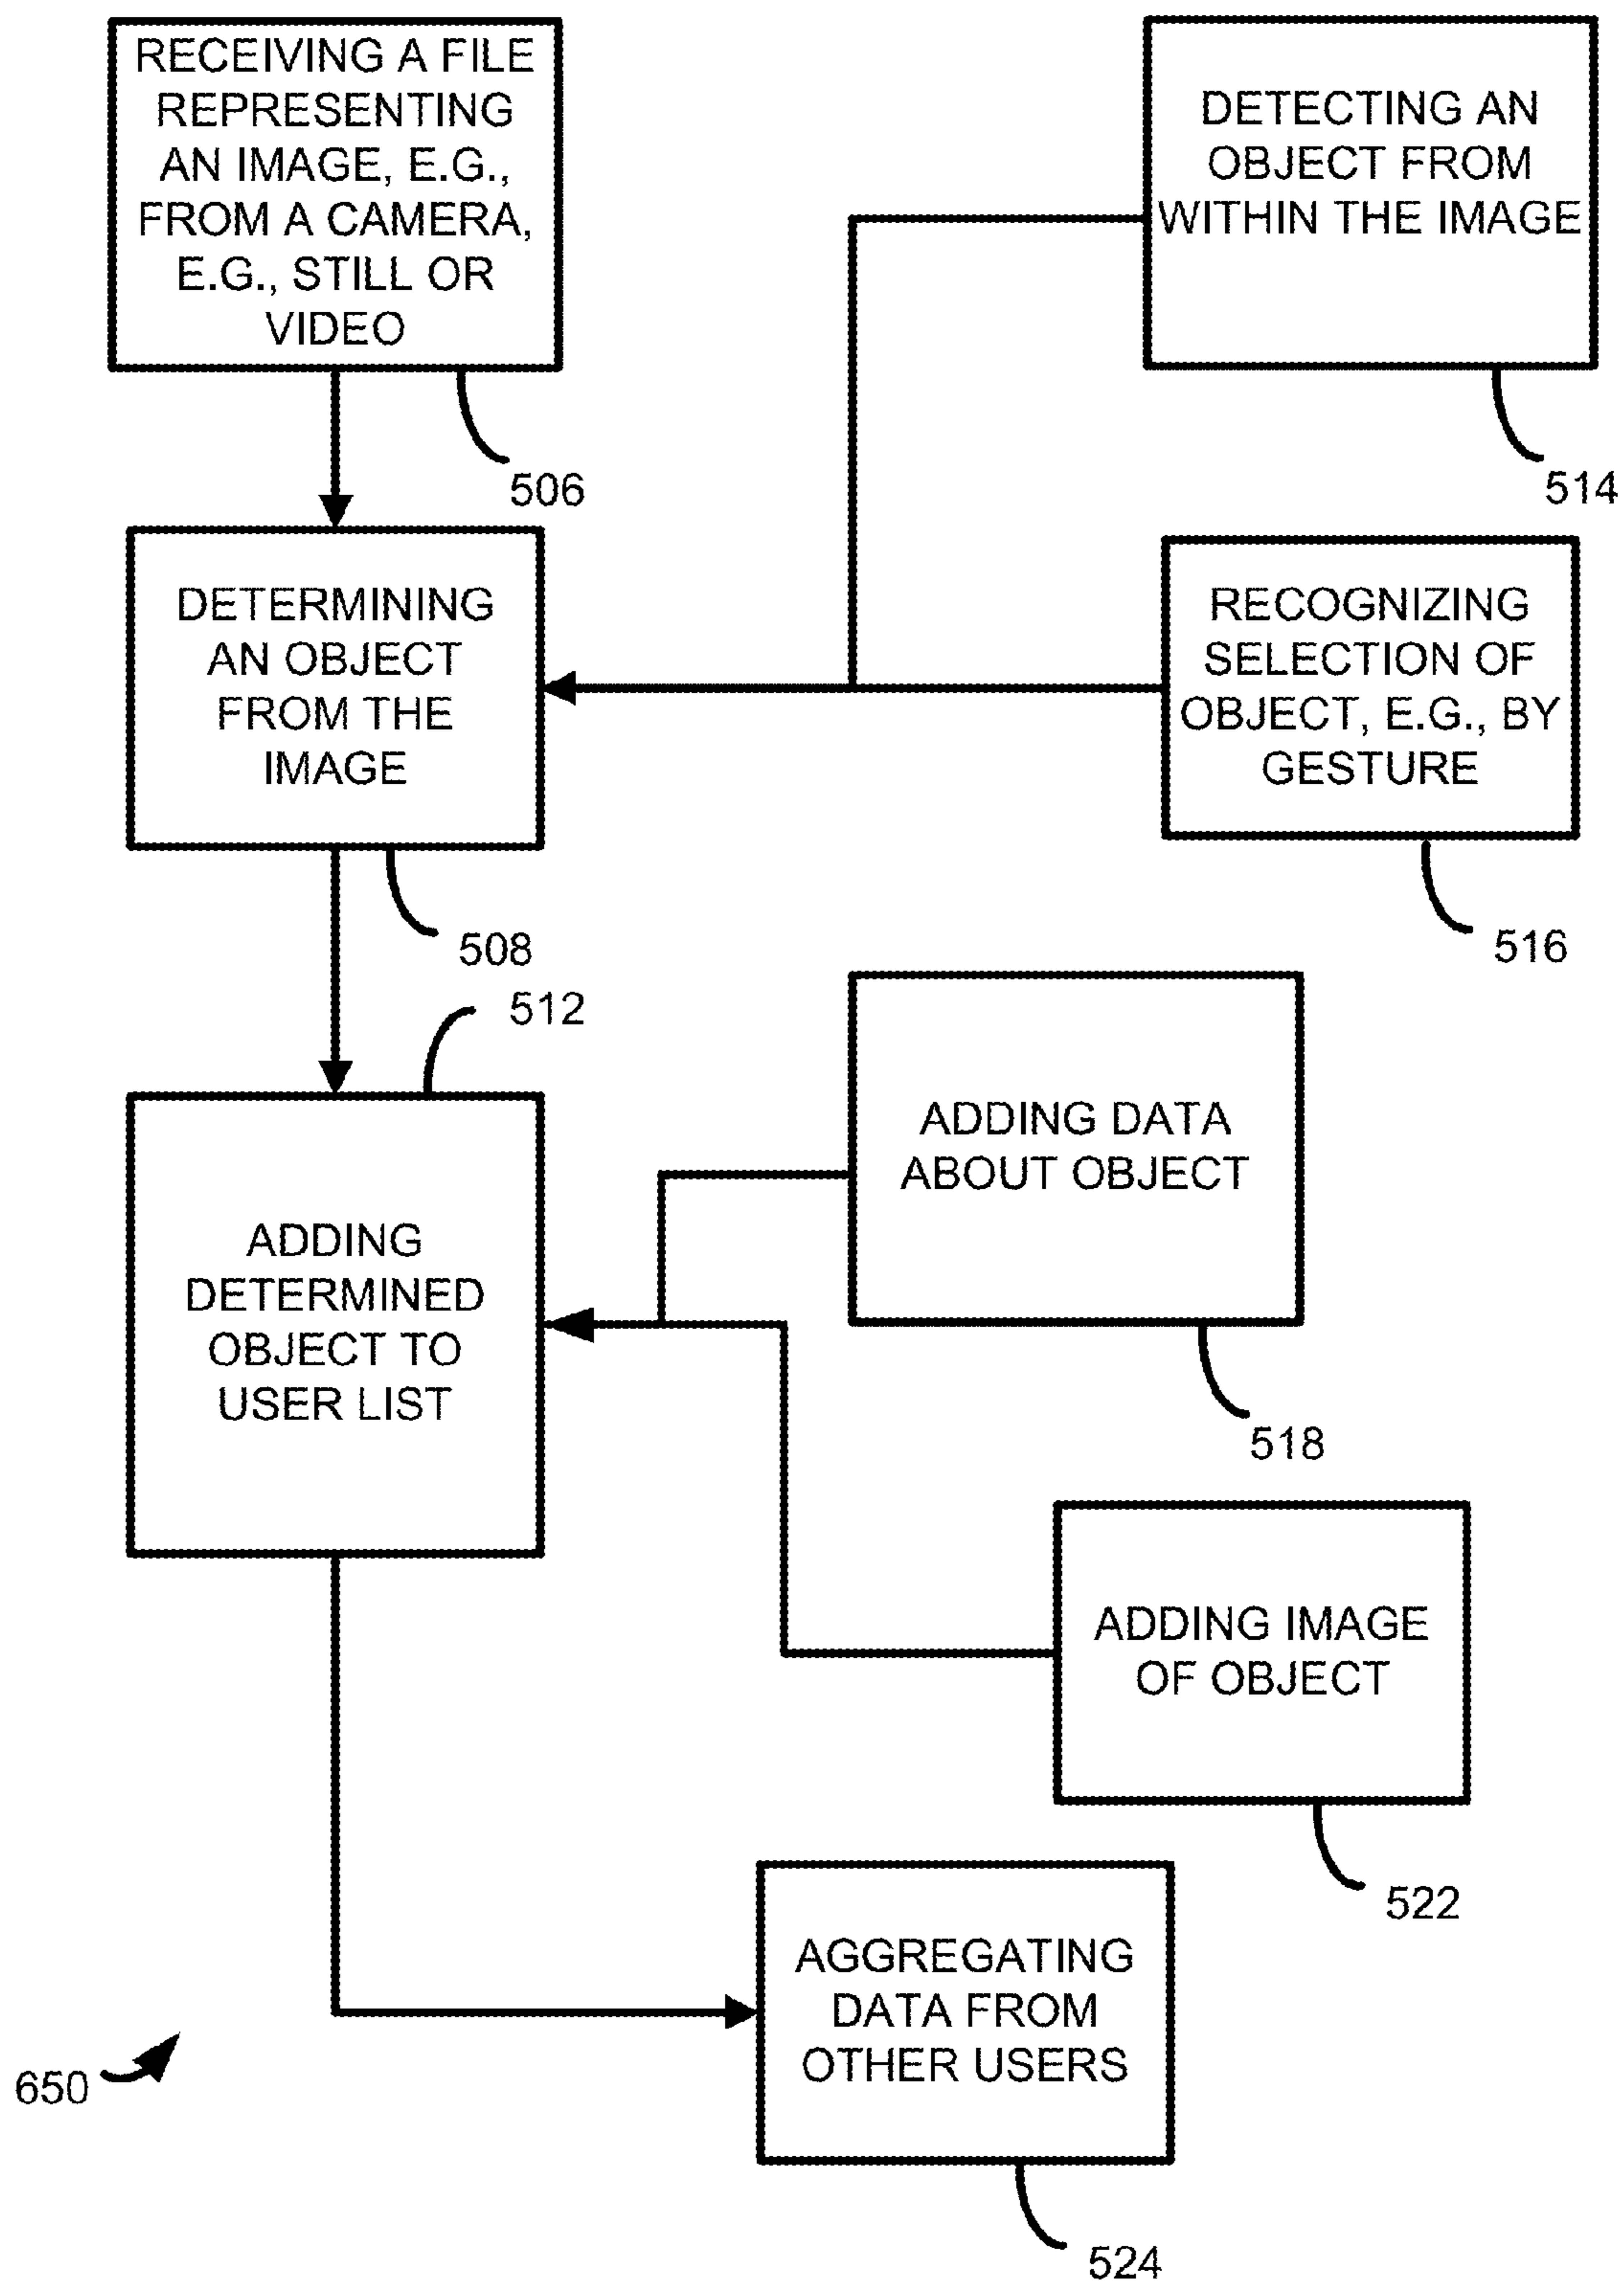 RECEIVING A FILE
REPRESENTING
AN IMAGE, E.G.,
FROM A CAMERA,
E.G., STILL OR
VIDEO
506
DETECTING AN
OBJECT FROM
WITHIN THE IMAGE
514
DETERMINING
AN OBJECT
FROM THE
IMAGE
508
RECOGNIZING
SELECTION OF
OBJECT, E.G., BY
GESTURE
516
512
ADDING
DETERMINED
OBJECT TO
USER LIST
ADDING DATA
ABOUT OBJECT
518
ADDING IMAGE
OF OBJECT
522
AGGREGATING
DATA FROM
OTHER USERS
524
650